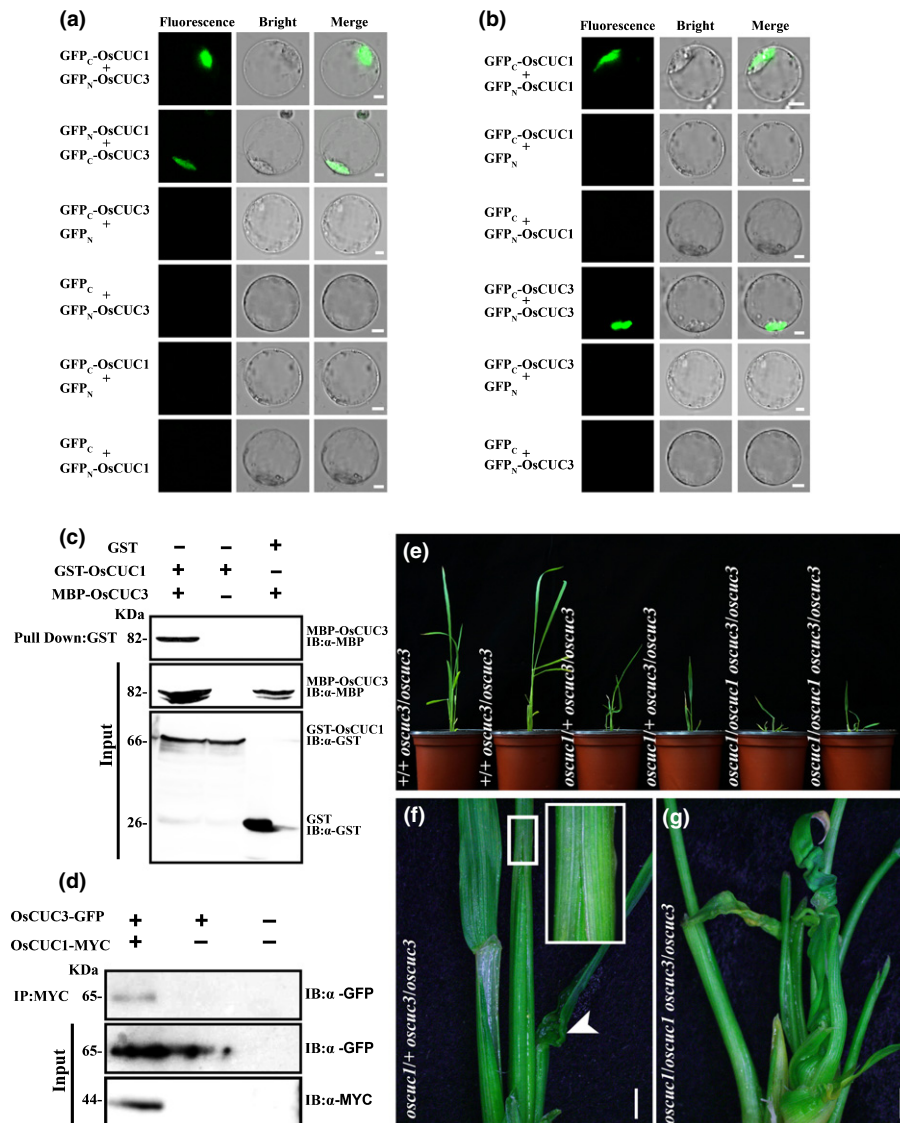 (a)
Fluorescence Bright Merge
GFPC-OsCUC1
+
GFPN-OsCUC3
GFPN-OsCUC1
+
GFPC-OsCUC3
GFPC-OsCUC3
+
GFPN
GFPC
+
GFPN-OsCUC3
GFPC-OsCUC1
+
GFPN
GFPC
+
GFPN-OsCUC1
(b)
Fluorescence Bright Merge
GFPC-OsCUC1
+
GFPN-OsCUC1
GFPC-OsCUC1
+
GFPN
GFPC
+
GFPN-OsCUC1
GFPC-OsCUC3
+
GFPN-OsCUC3
GFPC-OsCUC3
+
GFPN
GFPC
+
GFPN-OsCUC3
(c)
GST – – +
GST-OsCUC1 + + –
MBP-OsCUC3 + – +
KDa
Pull Down:GST 82- MBP-OsCUC3
IB:α-MBP
Input
82- MBP-OsCUC3
IB:α-MBP
66- GST-OsCUC1
IB:α-GST
26- GST
IB:α-GST
(d)
OsCUC3-GFP + + –
OsCUC1-MYC + – –
KDa
IP:MYC 65- IB:α -GFP
Input
65- IB:α -GFP
44- IB:α-MYC
(e)
+/+ oscuc3/oscuc3
+/+ oscuc3/oscuc3
oscuc1/+ oscuc3/oscuc3
oscuc1/+ oscuc3/oscuc3
oscuc1/oscuc1 oscuc3/oscuc3
oscuc1/oscuc1 oscuc3/oscuc3
(f)
oscuc1/+ oscuc3/oscuc3
(g)
oscuc1/oscuc1 oscuc3/oscuc3